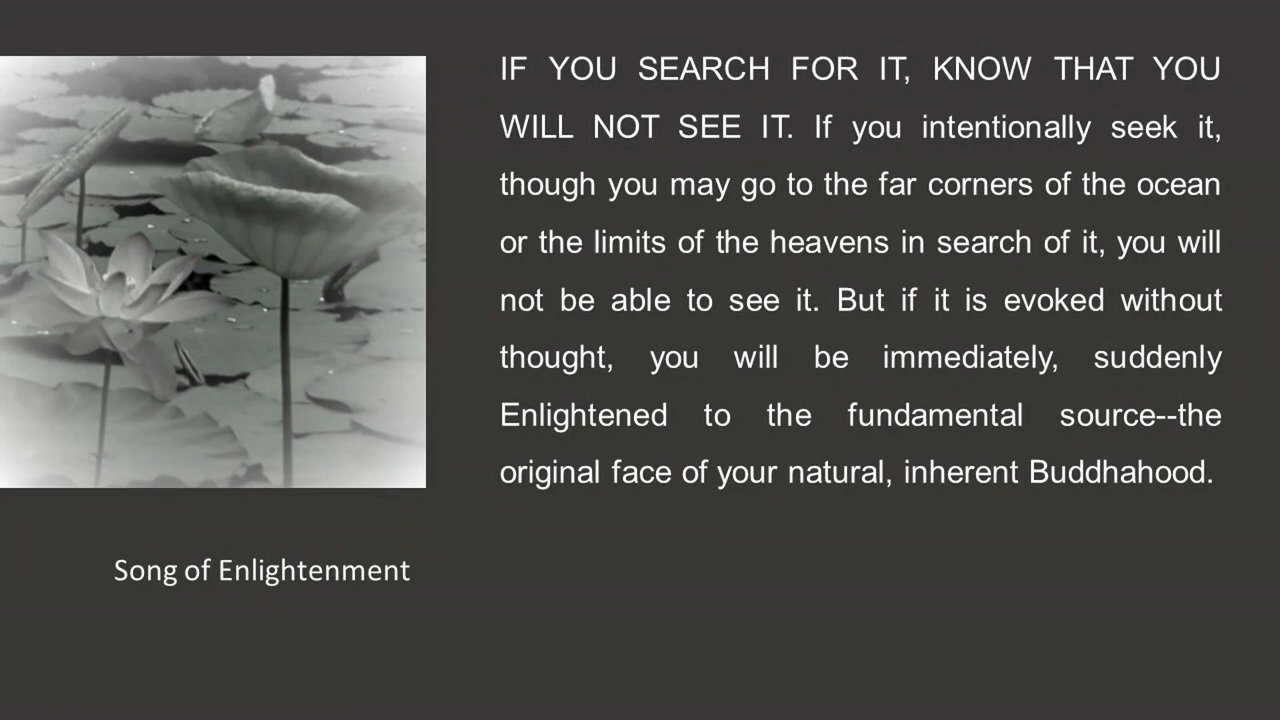 IF YOU SEARCH FOR IT, KNOW THAT YOU
WILL NOT SEE IT. If you intentionally seek it,
though you may go to the far corners of the ocean
or the limits of the heavens in search of it, you will
not be able to see it. But if it is evoked without
thought, you will be immediately, suddenly
Enlightened to the fundamental source--the
original face of your natural, inherent Buddhahood.
Song of Enlightenment